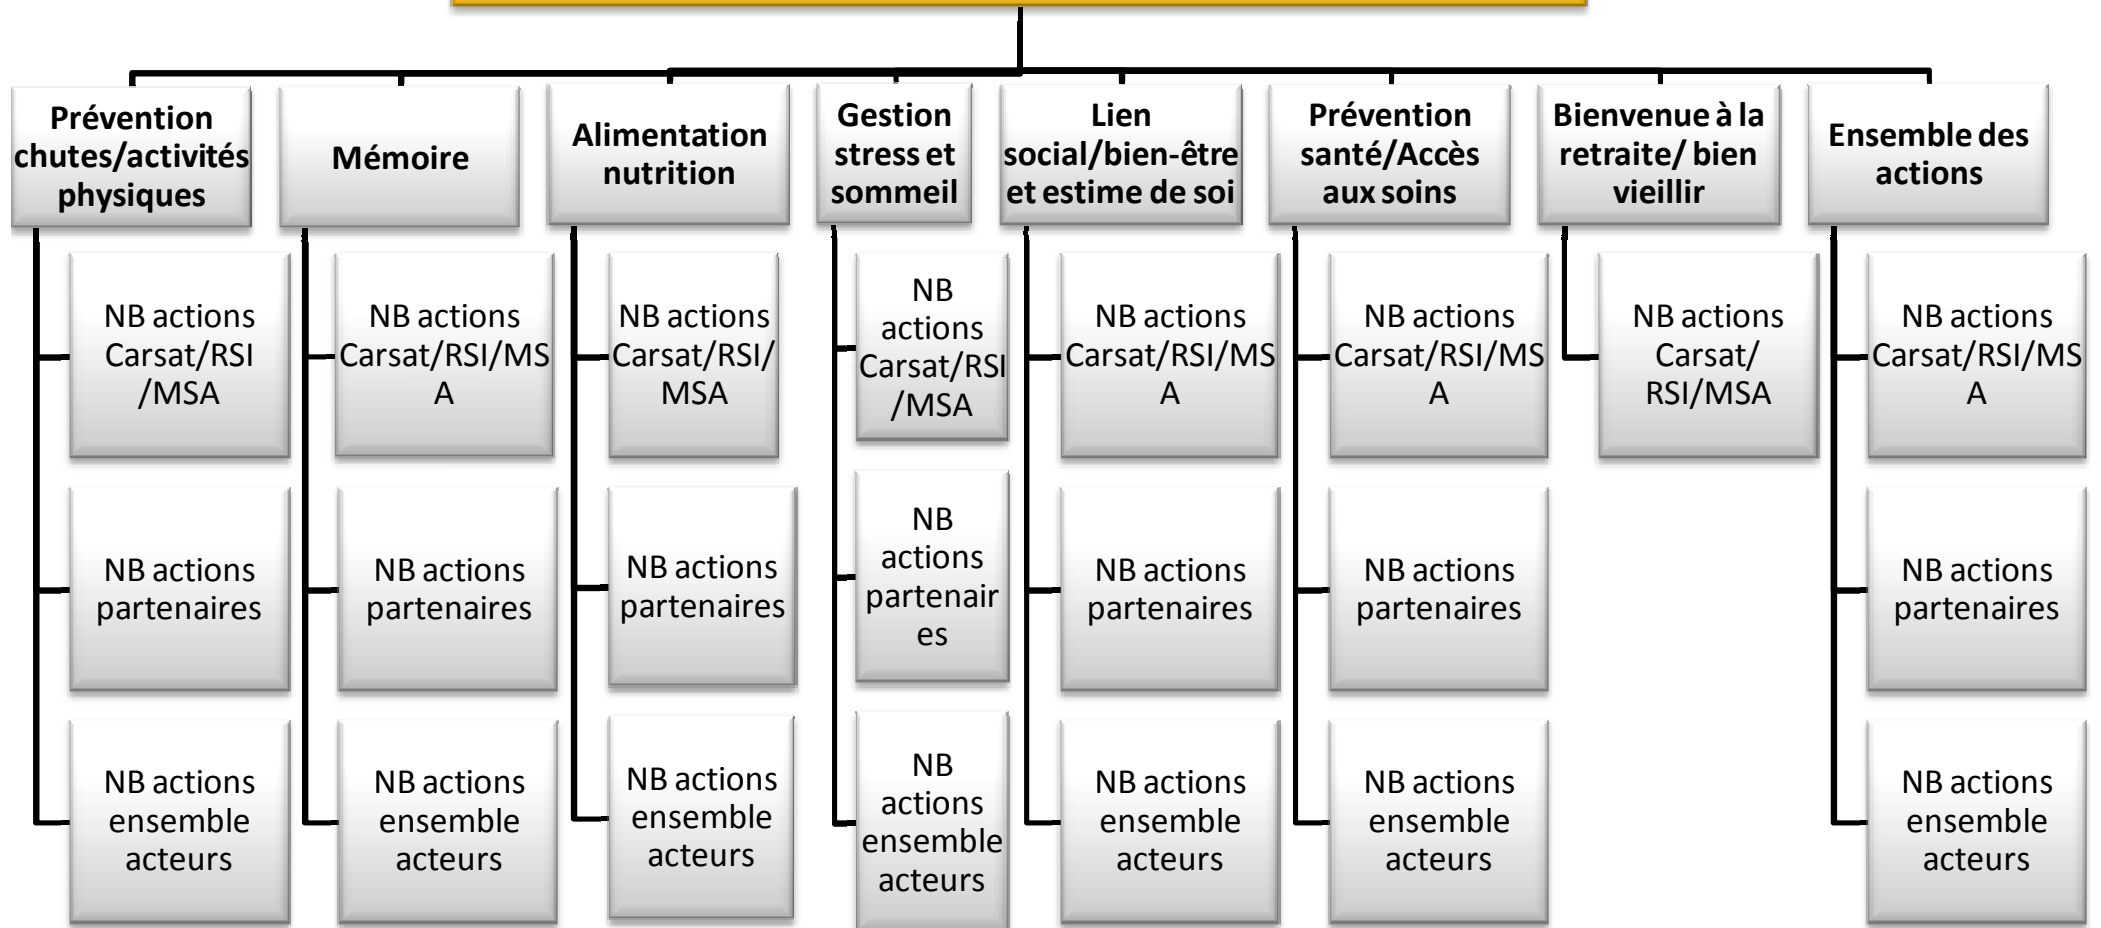 Prévention
chutes/activités
physiques
NB actions
Carsat/RSI
/MSA
NB actions
partenaires
NB actions
ensemble
acteurs
Mémoire
NB actions
Carsat/RSI/MS
A
NB actions
partenaires
NB actions
ensemble
acteurs
Alimentation
nutrition
NB actions
Carsat/RSI/
MSA
NB actions
partenaires
NB actions
ensemble
acteurs
Gestion
stress et
sommeil
NB
actions
Carsat/RSI
/MSA
NB
actions
partenair
es
NB
actions
ensemble
acteurs
Lien
social/bien-être
et estime de soi
NB actions
Carsat/RSI/MS
A
NB actions
partenaires
NB actions
ensemble
acteurs
Prévention
santé/Accès
aux soins
NB actions
Carsat/RSI/MS
A
NB actions
partenaires
NB actions
ensemble
acteurs
Bienvenue à la
retraite/ bien
vieillir
NB actions
Carsat/
RSI/MSA
Ensemble des
actions
NB actions
Carsat/RSI/MS
A
NB actions
partenaires
NB actions
ensemble
acteurs